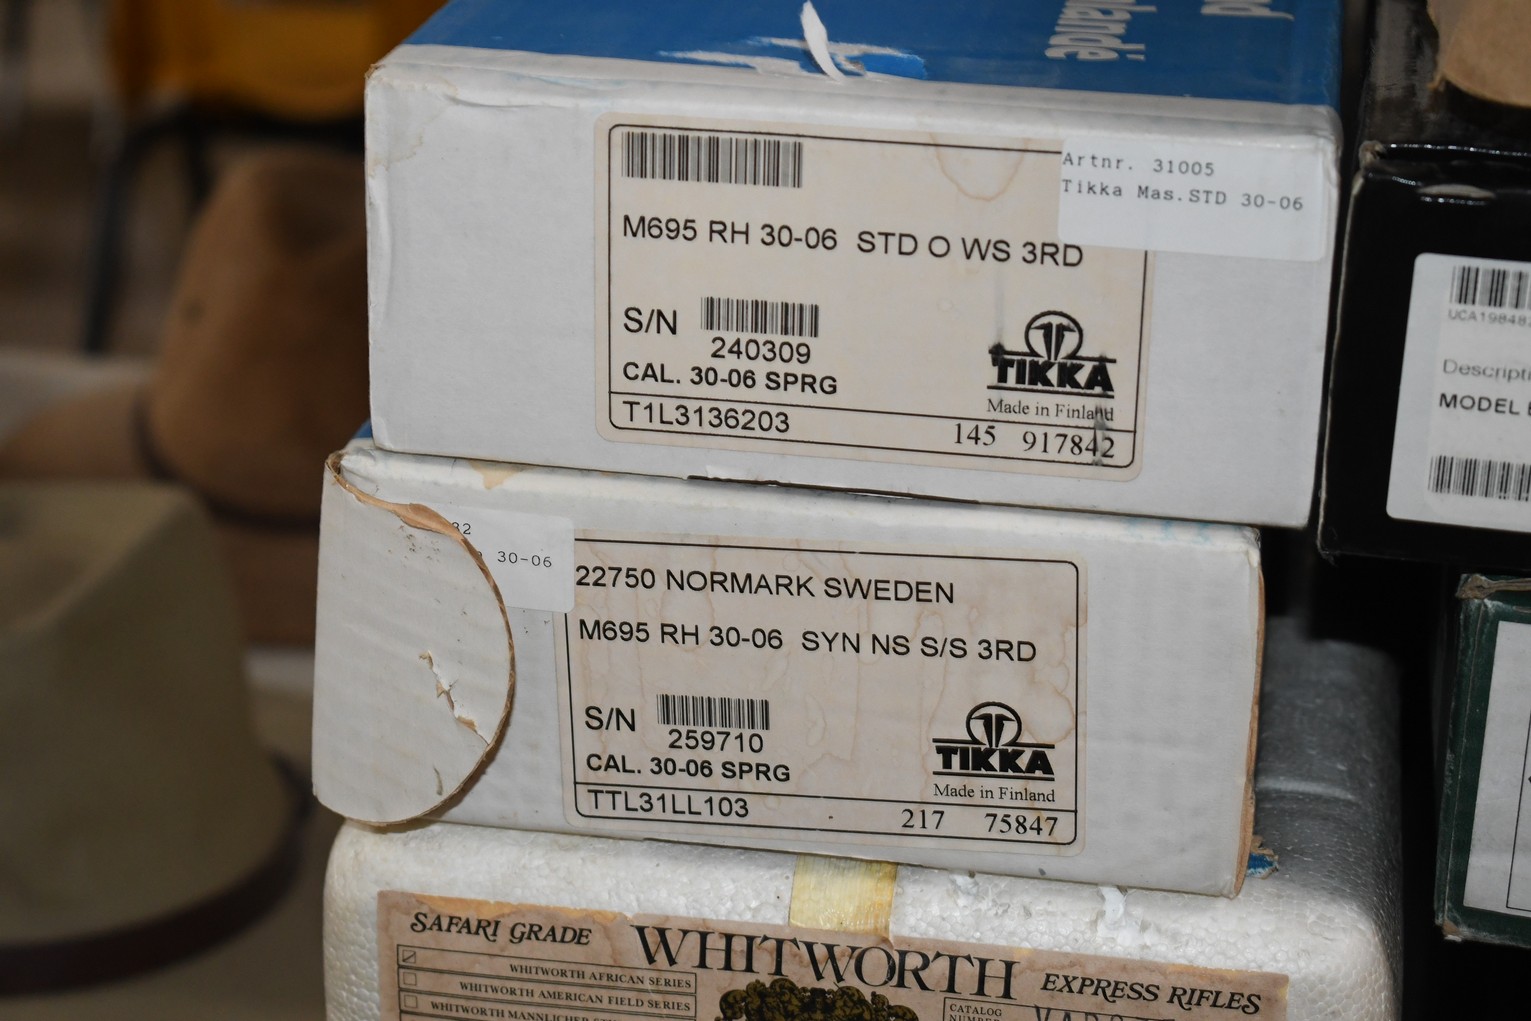 Artnr. 31005
Tikka Mas.STD 30-06
M695 RH 30-06 STD O WS 3RD
S/N
240309
CAL. 30-06 SPRG
TIKKA
Made in Finland
T1L3136203
145 917842
30-06
22750 NORMARK SWEDEN
M695 RH 30-06 SYN NS S/S 3RD
S/N
259710
CAL. 30-06 SPRG
TIKKA
Made in Finland
TTL31LL103
217 75847
SAFARI GRADE
WHITWORTH
EXPRESS RIFLES
WHITWORTH AFRICAN SERIES
WHITWORTH AMERICAN FIELD SERIES
WHITWORTH
CATALOG
NUMBER
MODEL